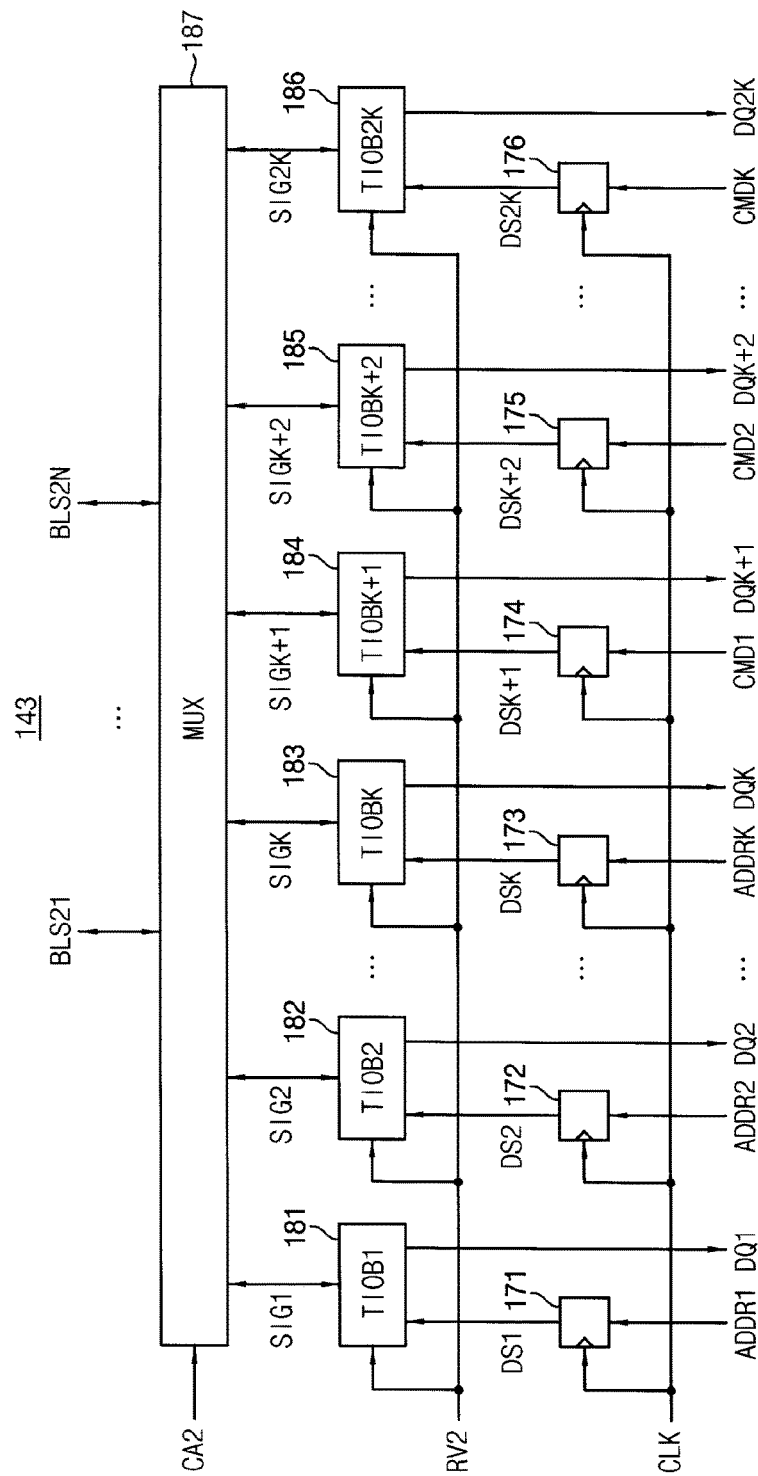 143
BLS21
...
BLS2N
CA2
MUX
187
SIG1
SIG2
SIGK
SIGK+1
SIGK+2
SIG2K
181
182
183
184
185
186
TIOB1
TIOB2
...
TIOBK
TIOBK+1
TIOBK+2
...
TIOB2K
RV2
DS1
DS2
DSK
DSK+1
DSK+2
DS2K
171
172
173
174
175
176
...
...
CLK
ADDR1
DQ1
ADDR2
DQ2
...
ADDRK
DQK
CMD1
DQK+1
CMD2
DQK+2
...
CMDK
DQ2K